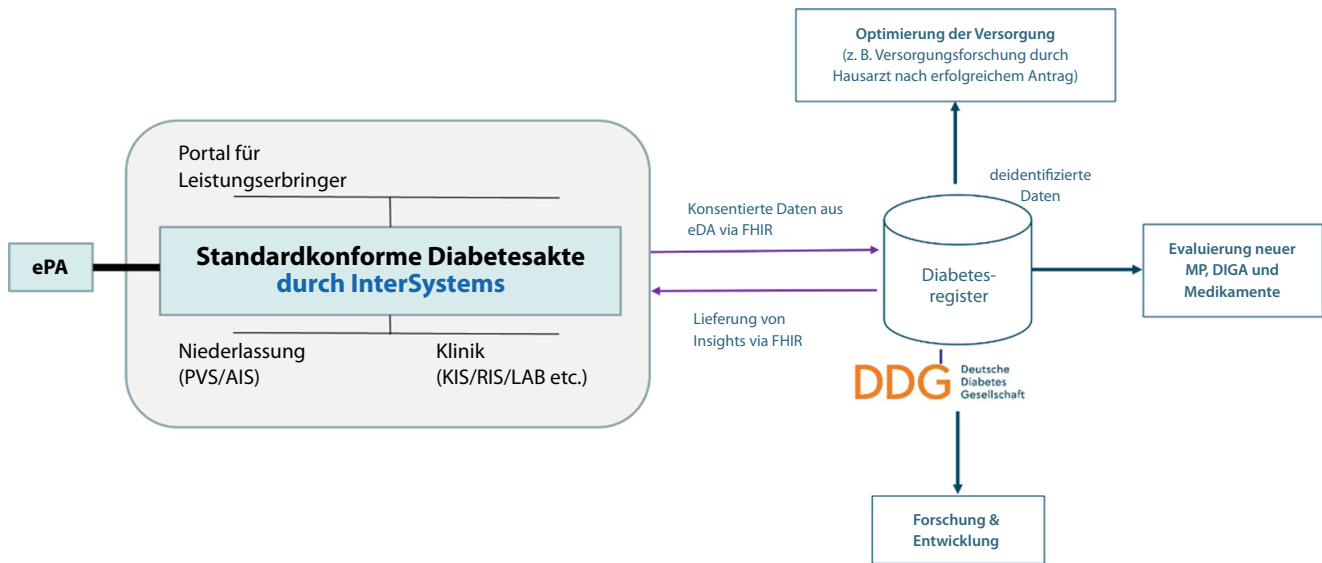 Optimierung der Versorgung
(z. B. Versorgungsforschung durch
Hausarzt nach erfolgreichem Antrag)
Portal für
Leistungserbringer
deidentifizierte
Daten
Konsentierte Daten aus
eDA via FHIR
ePA
Standardkonforme Diabetesakte
durch InterSystems
Diabetes-
register
Evaluierung neuer
MP, DIGA und
Medikamente
Lieferung von
Insights via FHIR
Niederlassung
(PVS/AIS)
Klinik
(KIS/RIS/LAB etc.)
DDG
Deutsche
Diabetes
Gesellschaft
Forschung &
Entwicklung